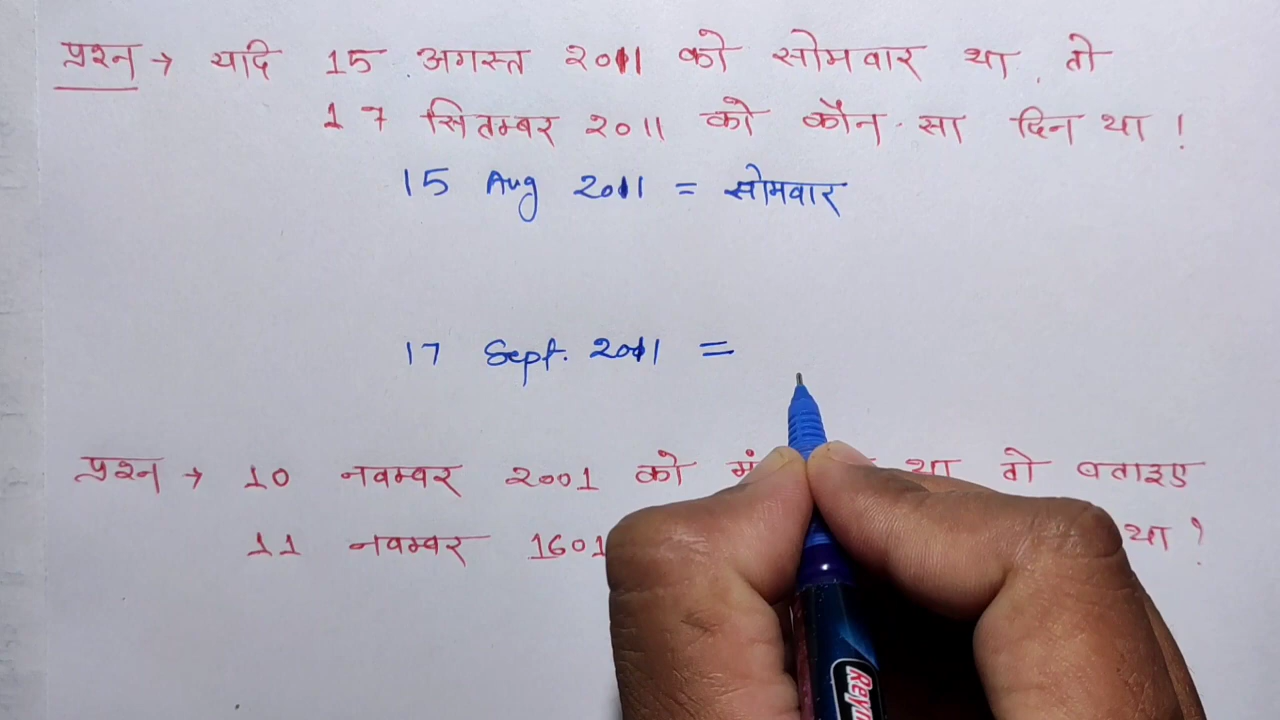 प्रश्न → यदि 15 अगस्त 2011 को सोमवार था, तो
17 सितम्बर 2011 को कौन-सा दिन था !
15 Aug 2011 = सोमवार
17 Sept. 2011 =
प्रश्न → 10 नवम्बर 2001 को था तो बताइए
11 नवम्बर 1601 था ?